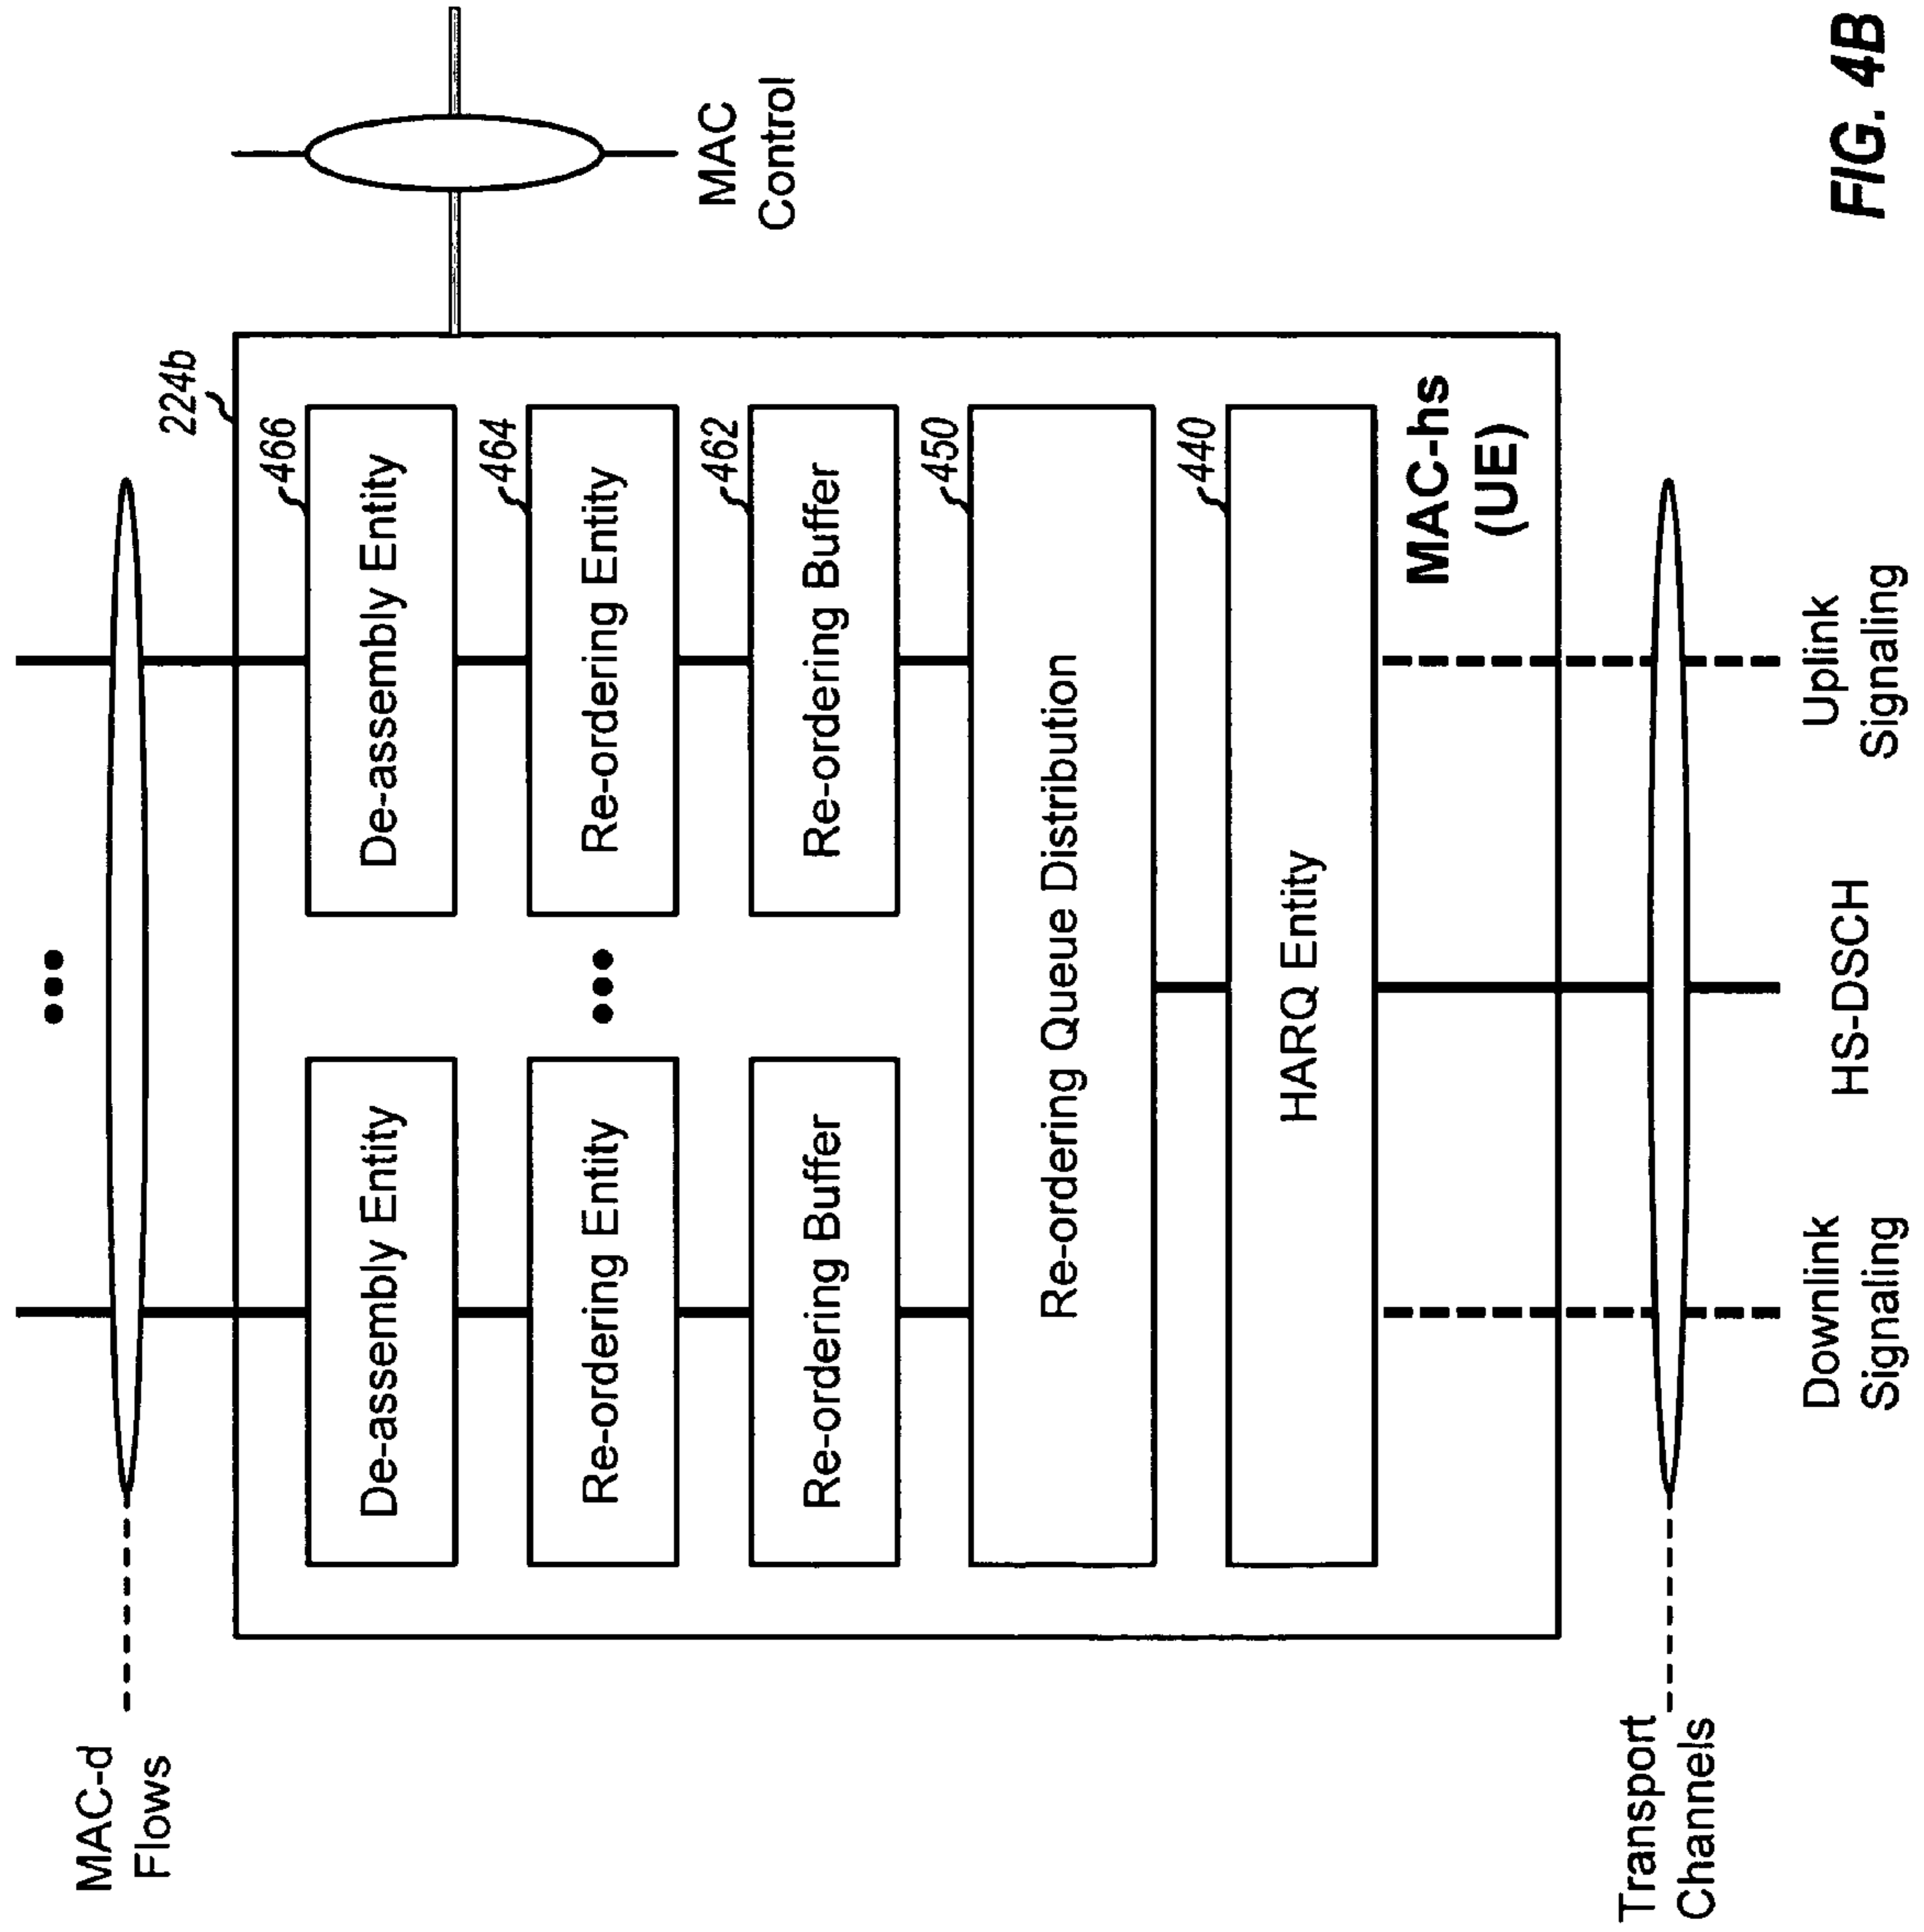 MAC-d
Flows
224b
466
De-assembly Entity
De-assembly Entity
464
Re-ordering Entity
Re-ordering Entity
462
Re-ordering Buffer
Re-ordering Buffer
450
Re-ordering Queue Distribution
440
HARQ Entity
MAC-hs
(UE)
MAC
Control
Transport
Channels
Downlink
Signaling
HS-DSCH
Uplink
Signaling
FIG. 4B